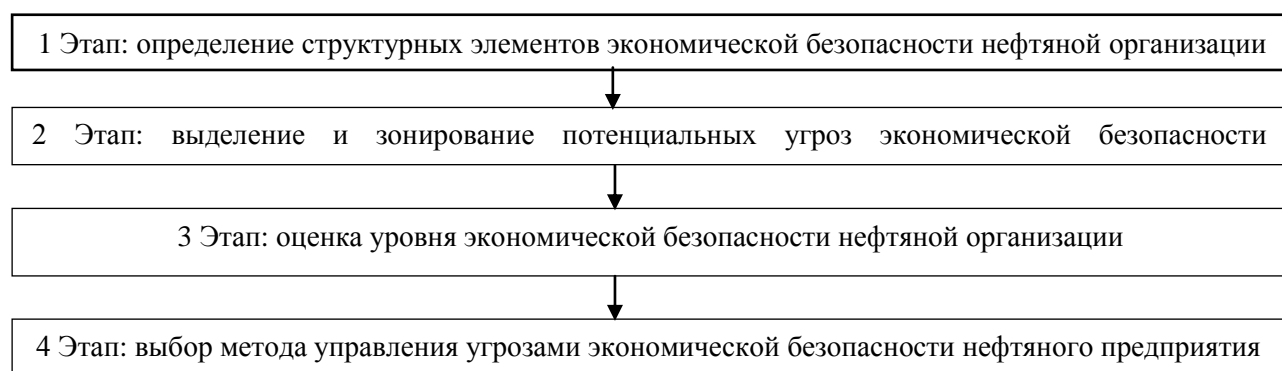 1 Этап: определение структурных элементов экономической безопасности нефтяной организации
2 Этап: выделение и зонирование потенциальных угроз экономической безопасности
3 Этап: оценка уровня экономической безопасности нефтяной организации
4 Этап: выбор метода управления угрозами экономической безопасности нефтяного предприятия